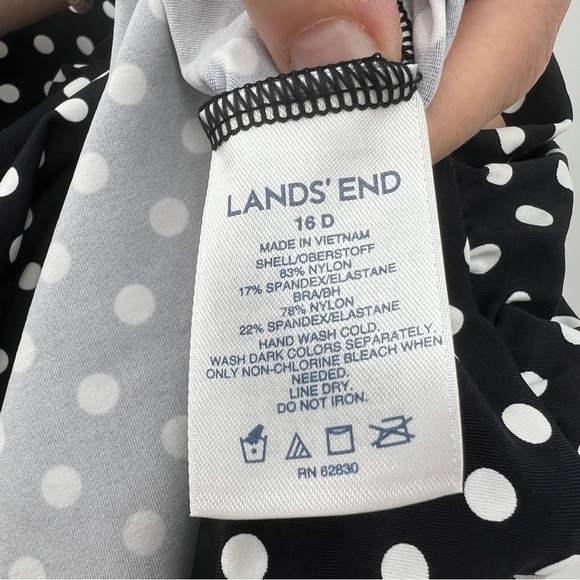 LANDS' END
16 D
MADE IN VIETNAM
SHELL/OBERSTOFF
83% NYLON
17% SPANDEX/ELASTANE
BRA/BH
78% NYLON
22% SPANDEX/ELASTANE
HAND WASH COLD.
WASH DARK COLORS SEPARATELY.
ONLY NON-CHLORINE BLEACH WHEN
NEEDED.
LINE DRY.
DO NOT IRON.
RN 62830